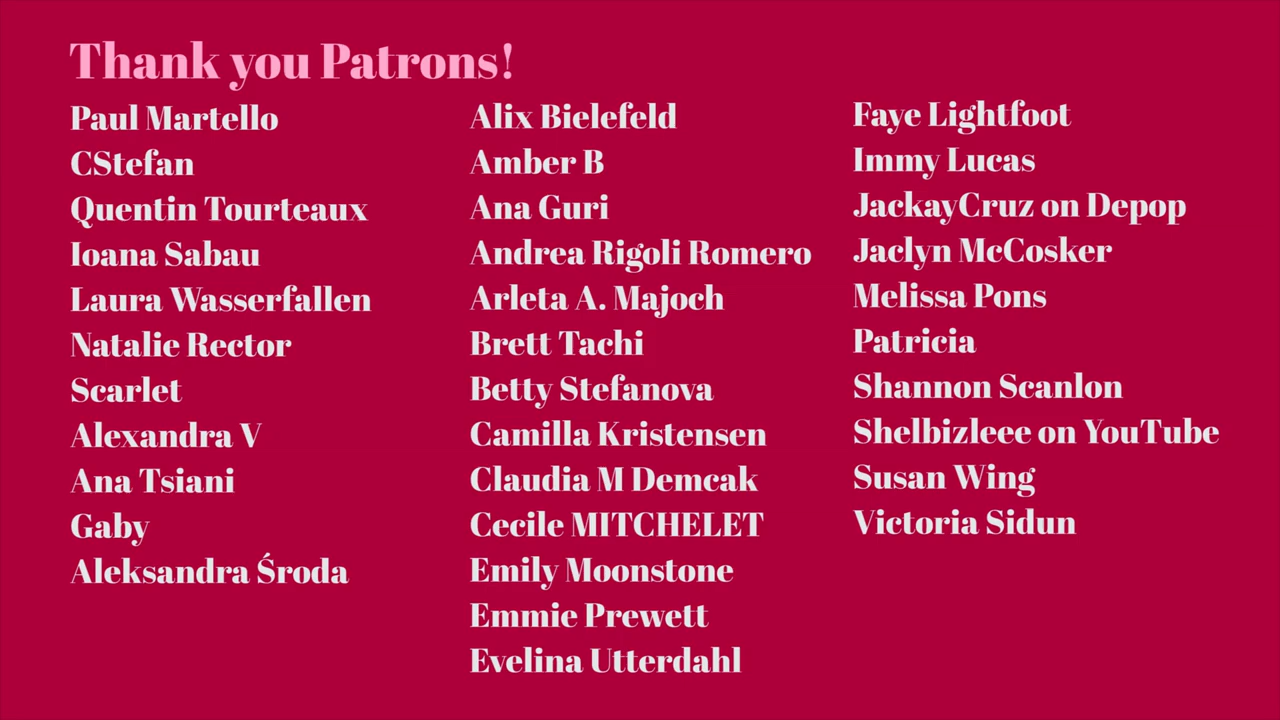 Thank you Patrons!
Paul Martello
CStefan
Quentin Tourteaux
Ioana Sabau
Laura Wasserfallen
Natalie Rector
Scarlet
Alexandra V
Ana Tsiani
Gaby
Aleksandra Środa
Alix Bielefeld
Amber B
Ana Guri
Andrea Rigoli Romero
Arleta A. Majoch
Brett Tachi
Betty Stefanova
Camilla Kristensen
Claudia M Demcak
Cecile MITCHELET
Emily Moonstone
Emmie Prewett
Evelina Utterdahl
Faye Lightfoot
Immy Lucas
JackayCruz on Depop
Jaclyn McCosker
Melissa Pons
Patricia
Shannon Scanlon
Shelbizleee on YouTube
Susan Wing
Victoria Sidun